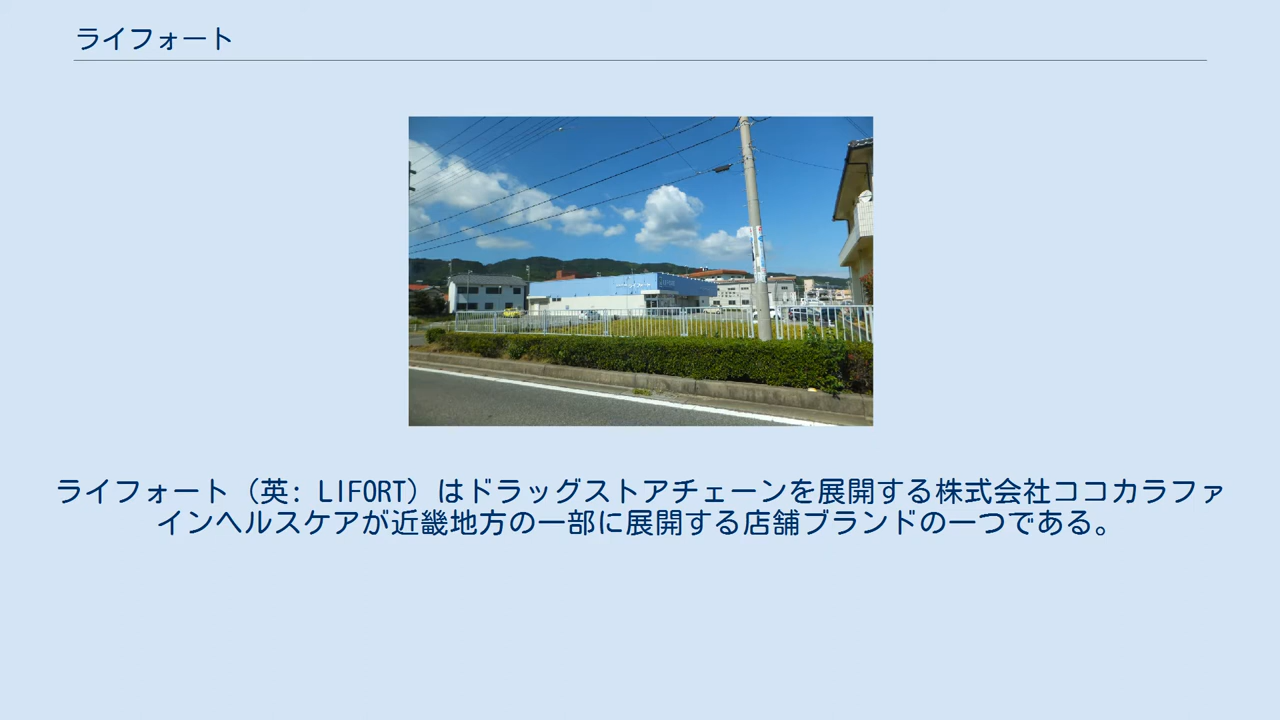 ライフォート
ライフォート（英: LIFORT）はドラッグストアチェーンを展開する株式会社ココカラファ
インヘルスケアが近畿地方の一部に展開する店舗ブランドの一つである。